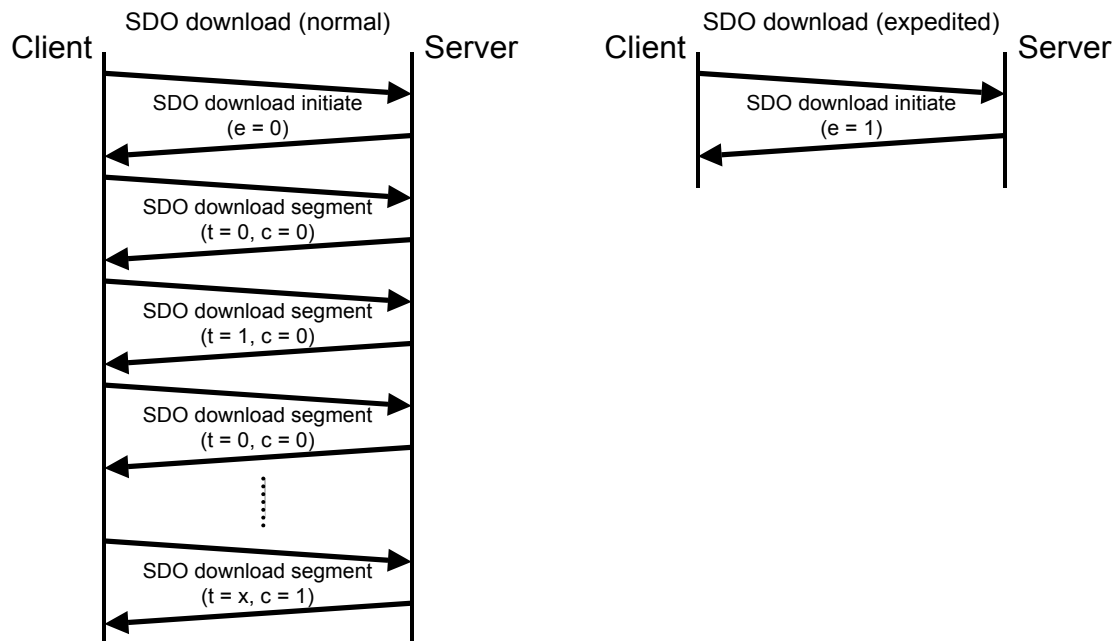 SDO download (normal)
Client
Server
SDO download initiate
(e = 0)
SDO download segment
(t = 0, c = 0)
SDO download segment
(t = 1, c = 0)
SDO download segment
(t = 0, c = 0)
SDO download segment
(t = x, c = 1)
SDO download (expedited)
Client
Server
SDO download initiate
(e = 1)